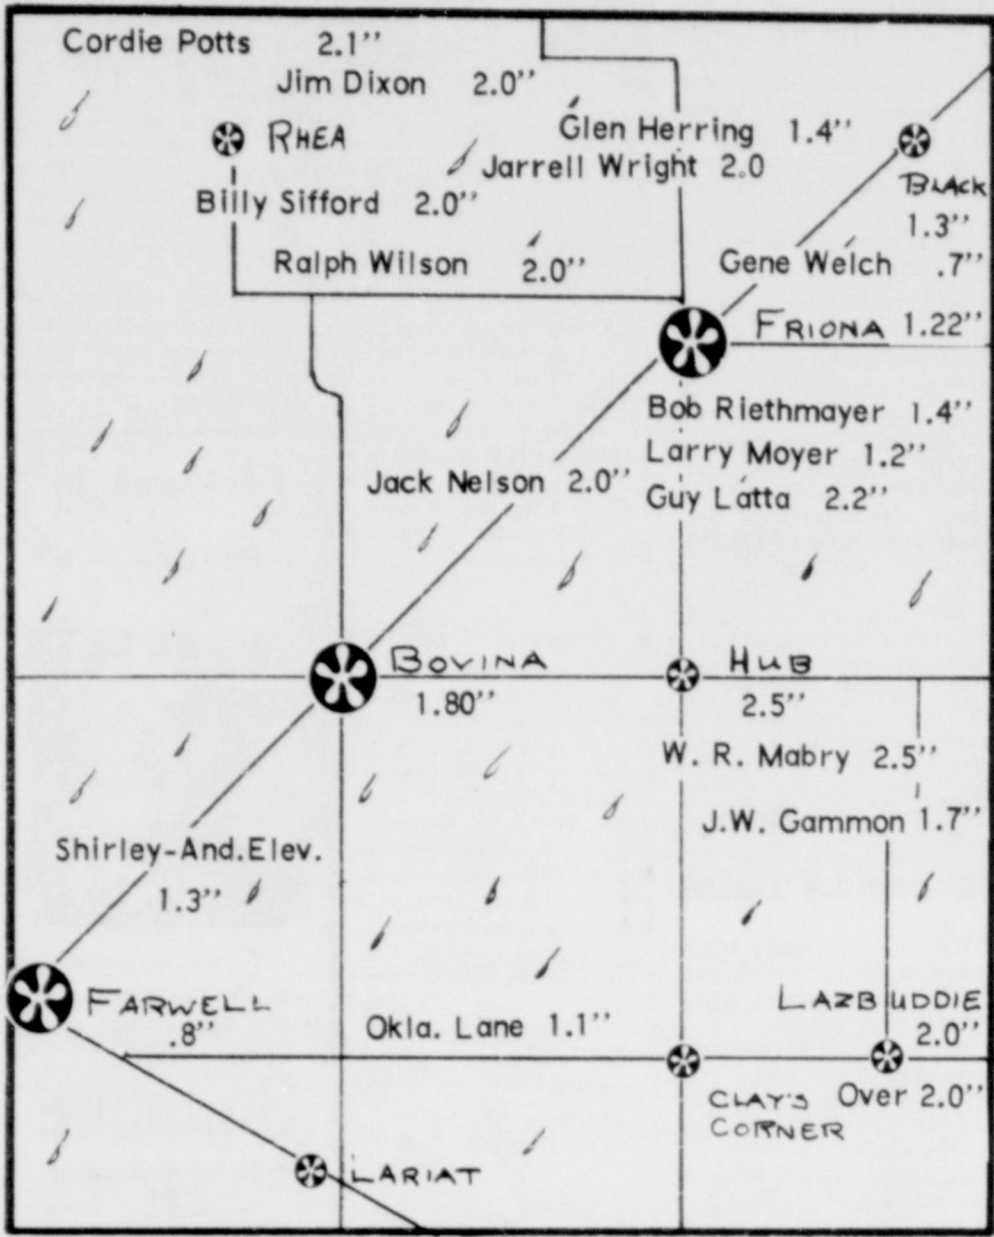 Cordie Potts 2.1"
Jim Dixon 2.0"
Glen Herring 1.4"
RHEA
Jarrell Wright 2.0
BLACK
1.3"
Billy Sifford 2.0"
Gene Welch .7"
Ralph Wilson 2.0"
FRIONA 1.22"
Bob Riethmayer 1.4"
Larry Moyer 1.2"
Jack Nelson 2.0"
Guy Latta 2.2"
BOVINA
1.80"
HUB
2.5"
W. R. Mabry 2.5"
J.W. Gammon 1.7"
Shirley-And.Elev.
1.3"
FARWELL
.8"
LAZBUDDIE
2.0"
Okla. Lane 1.1"
CLAY'S
CORNER
Over 2.0"
LARIAT